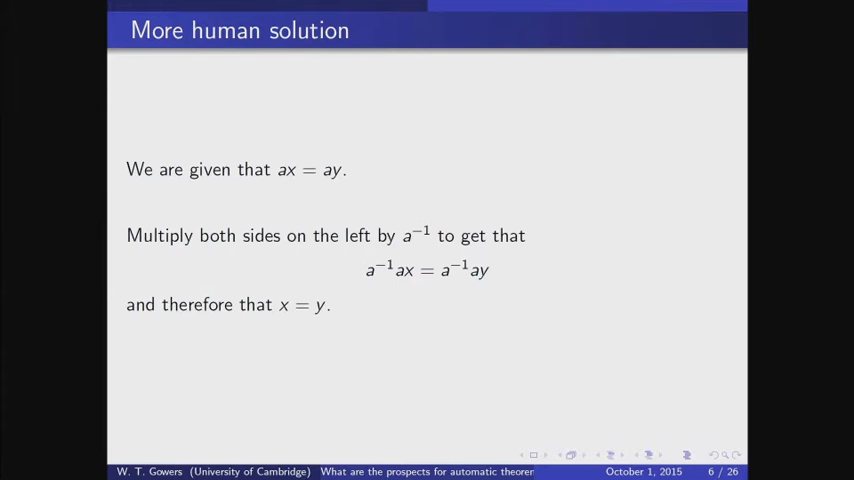 More human solution
We are given that ax = ay.
Multiply both sides on the left by a⁻¹ to get that
a⁻¹ax = a⁻¹ay
and therefore that x = y.
W. T. Gowers (University of Cambridge) What are the prospects for automatic theorem October 1, 2015 6 / 26